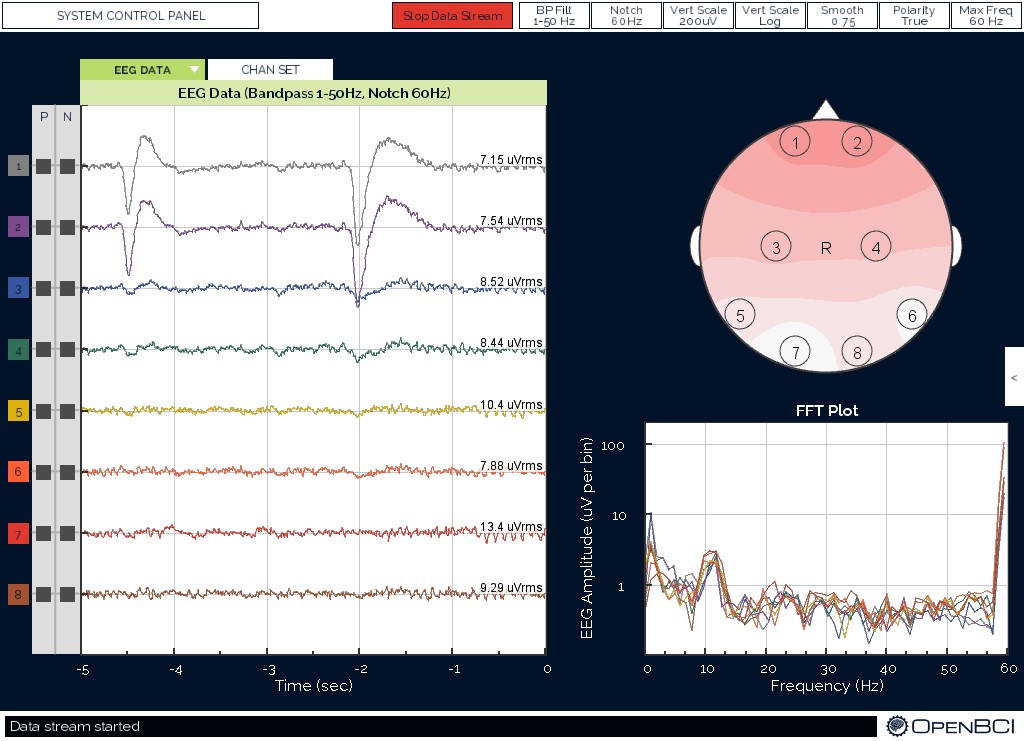 SYSTEM CONTROL PANEL
Stop Data Stream
BP Filt
1-50 Hz
Notch
60Hz
Vert Scale
200uV
Vert Scale
Log
Smooth
0.75
Polarity
True
Max Freq
60 Hz
EEG DATA
CHAN SET
EEG Data (Bandpass 1-50Hz, Notch 60Hz)
P N
1
7.15 uVrms
2
7.54 uVrms
3
8.52 uVrms
4
8.44 uVrms
5
10.4 uVrms
6
7.88 uVrms
7
13.4 uVrms
8
9.29 uVrms
-5 -4 -3 -2 -1 0
Time (sec)
1 2
3 R 4
5 6
7 8
<
FFT Plot
EEG Amplitude (uV per bin)
100
10
1
0 10 20 30 40 50 60
Frequency (Hz)
Data stream started
OPENBCI